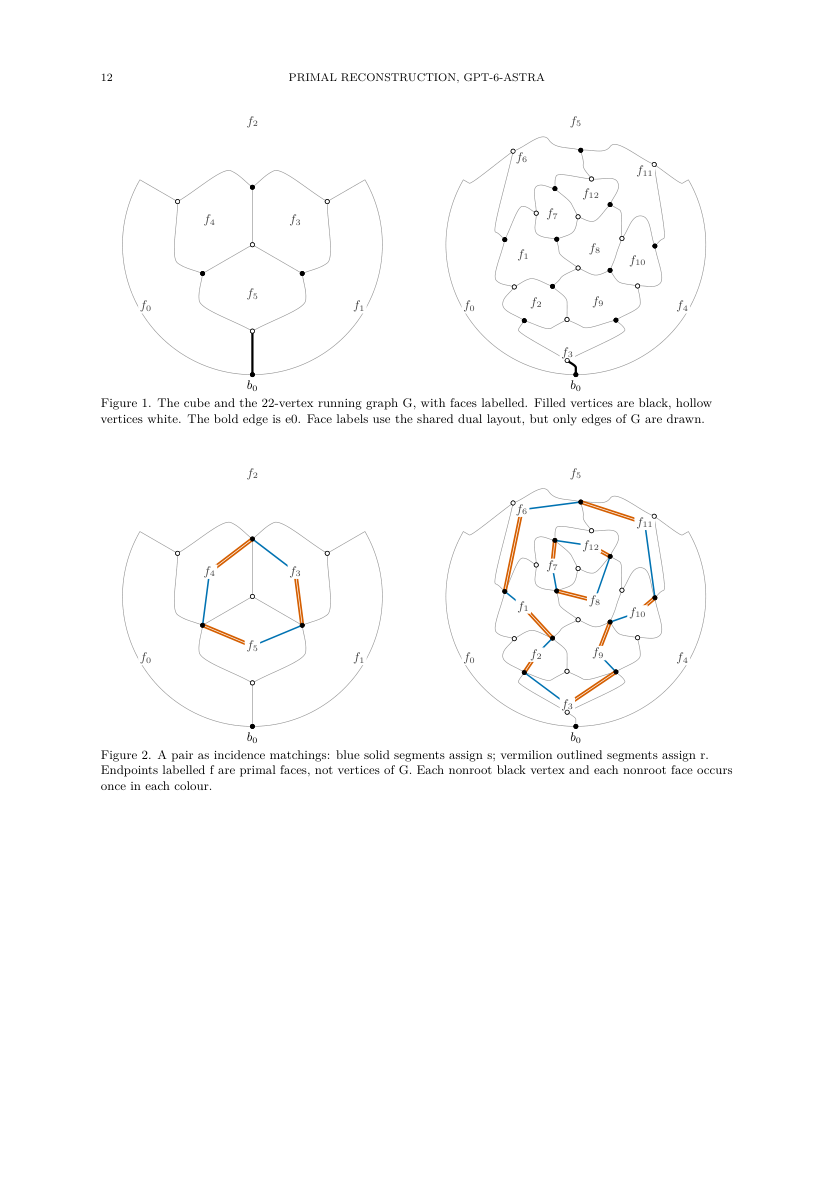 12 PRIMAL RECONSTRUCTION, GPT-6-ASTRA
f₂ f₅
f₆ f₁₁
f₄ f₃ f₇ f₁₂
f₁ f₈ f₁₀
f₅ f₂ f₉
f₀ f₁ f₀ f₄
f₃
b₀ b₀
Figure 1. The cube and the 22-vertex running graph G, with faces labelled. Filled vertices are black, hollow
vertices white. The bold edge is e0. Face labels use the shared dual layout, but only edges of G are drawn.
f₂ f₅
f₆ f₁₁
f₄ f₃ f₇ f₁₂
f₁ f₈ f₁₀
f₅ f₂ f₉
f₀ f₁ f₀ f₄
f₃
b₀ b₀
Figure 2. A pair as incidence matchings: blue solid segments assign s; vermilion outlined segments assign r.
Endpoints labelled f are primal faces, not vertices of G. Each nonroot black vertex and each nonroot face occurs
once in each colour.